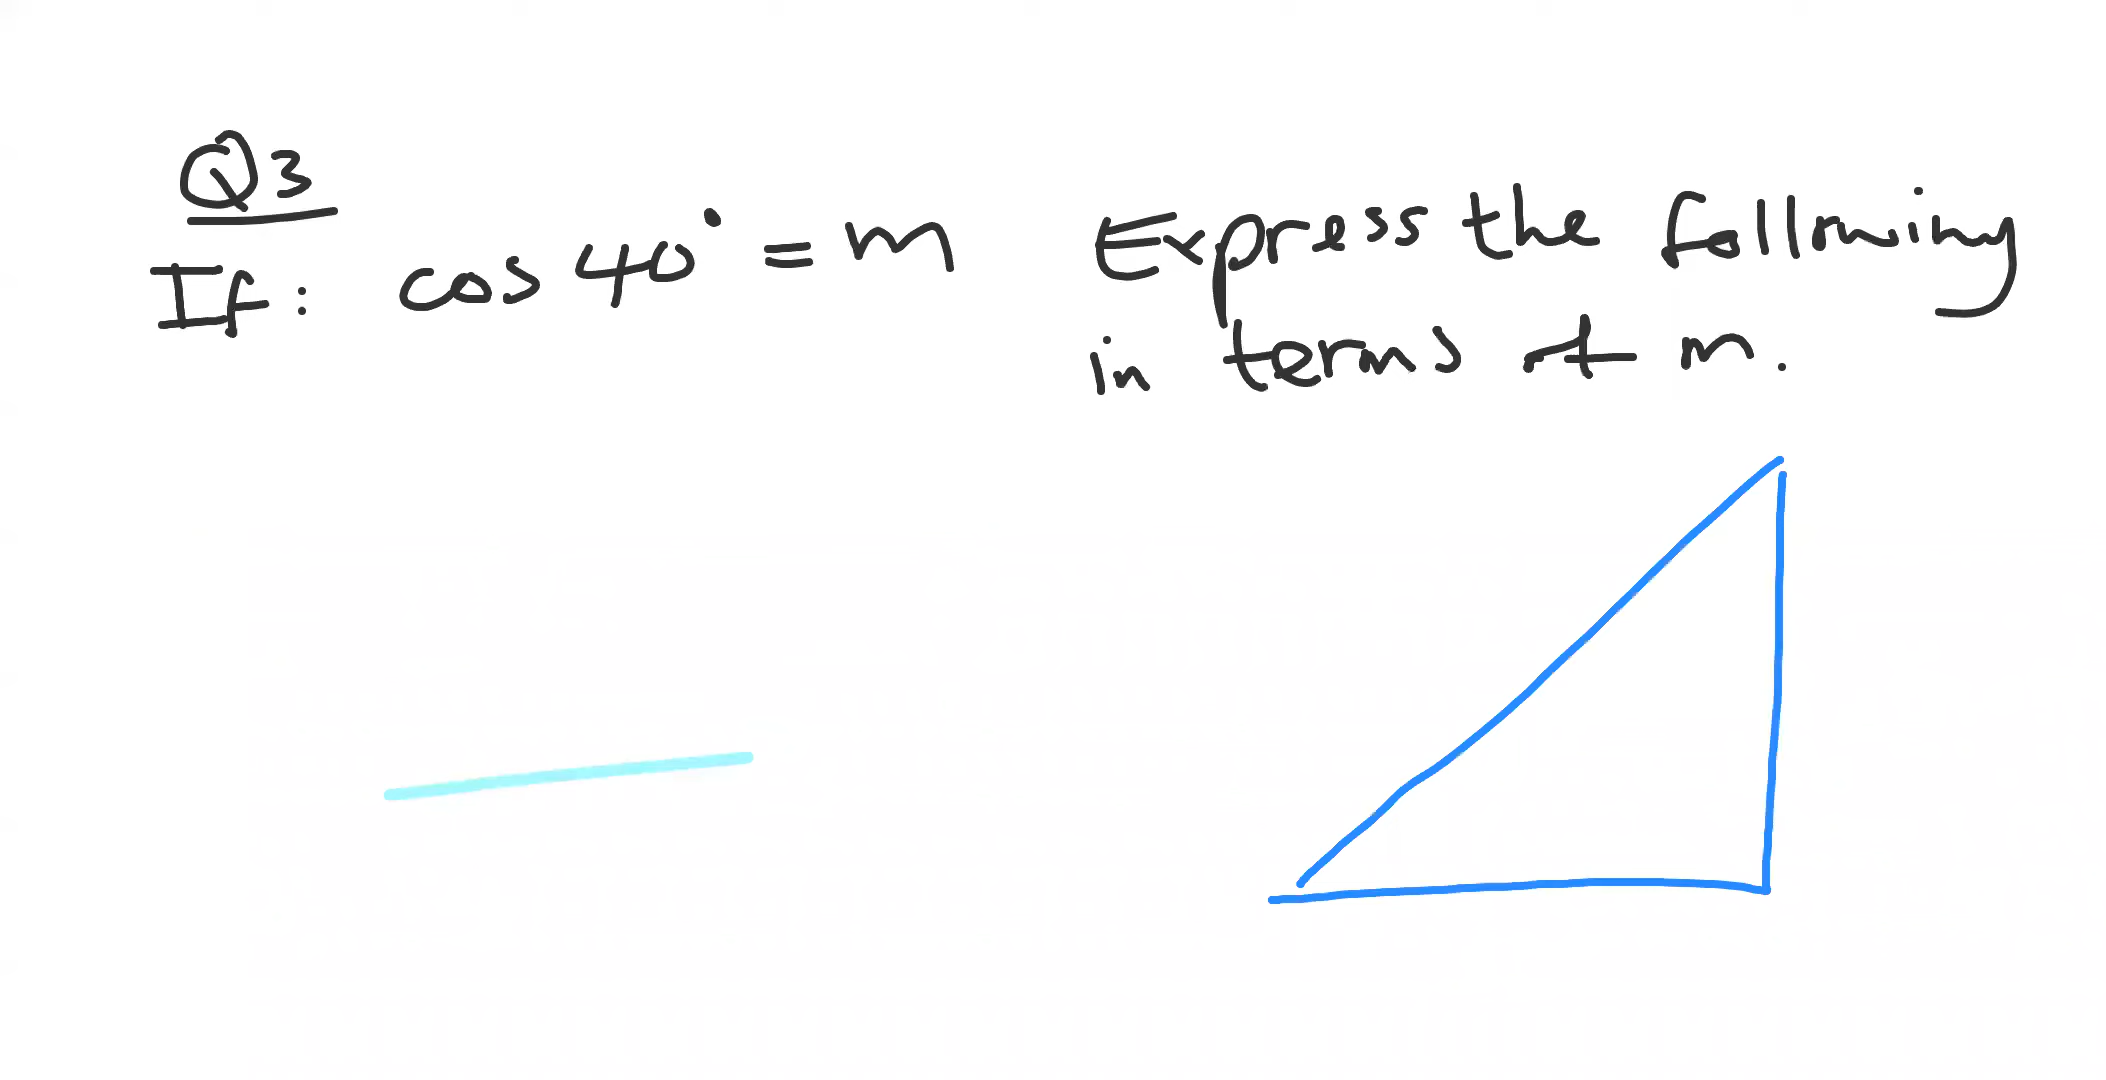 Q3
If: cos 40° = m Express the following
in terms of m.